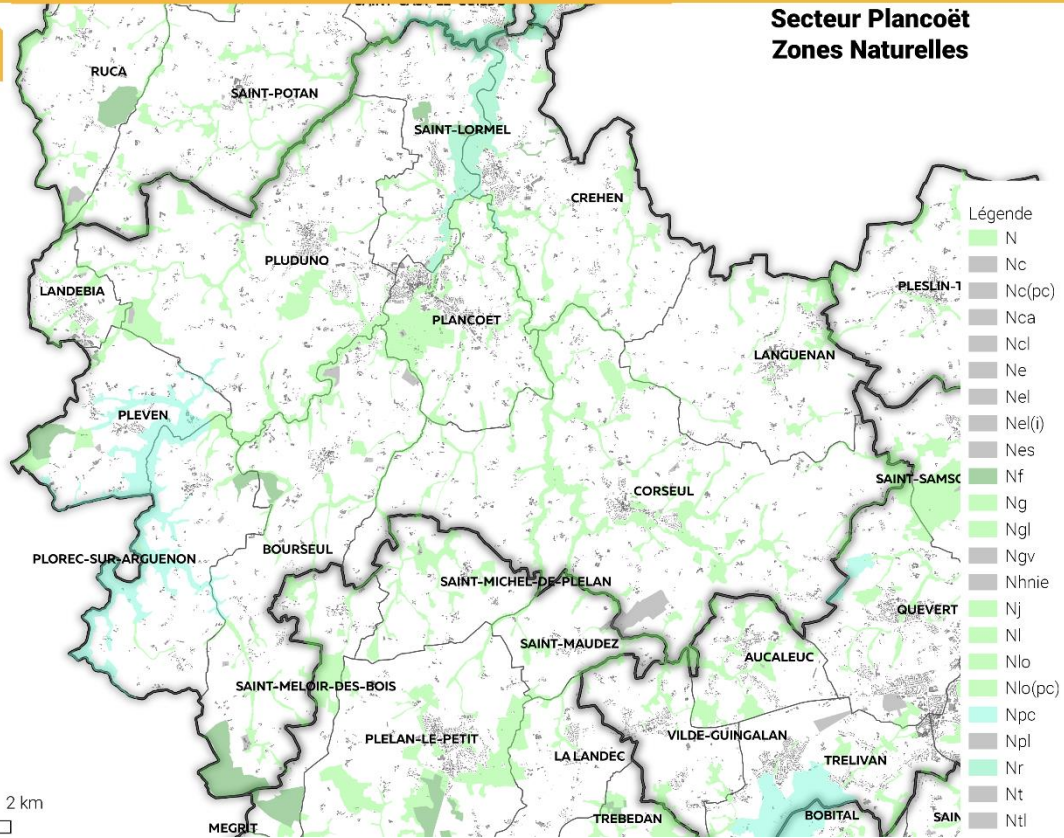 Secteur Plancoët
Zones Naturelles
RUCA
SAINT-POTAN
SAINT-LORMEL
CREHEN
PLUDUNO
LANDEBIA
PLANCOET
PLESLIN-T
LANGUENAN
PLEVEN
SAINT-SAMSO
CORSEUL
BOURSEUL
PLOREC-SUR-ARGUENON
SAINT-MICHEL-DE-PLELAN
QUEVERT
SAINT-MAUDEZ
AUCALEUC
SAINT-MELOIR-DES-BOIS
PLELAN-LE-PETIT
VILDE-GUINGALAN
LA LANDEC
TRELIVAN
MEGRIT
TREBEDAN
BOBITAL
SAIN
2 km
Légende
N
Nc
Nc(pc)
Nca
Ncl
Ne
Nel
Nel(i)
Nes
Nf
Ng
Ngl
Ngv
Nhnie
Nj
Nl
Nlo
Nlo(pc)
Npc
Npl
Nr
Nt
Ntl